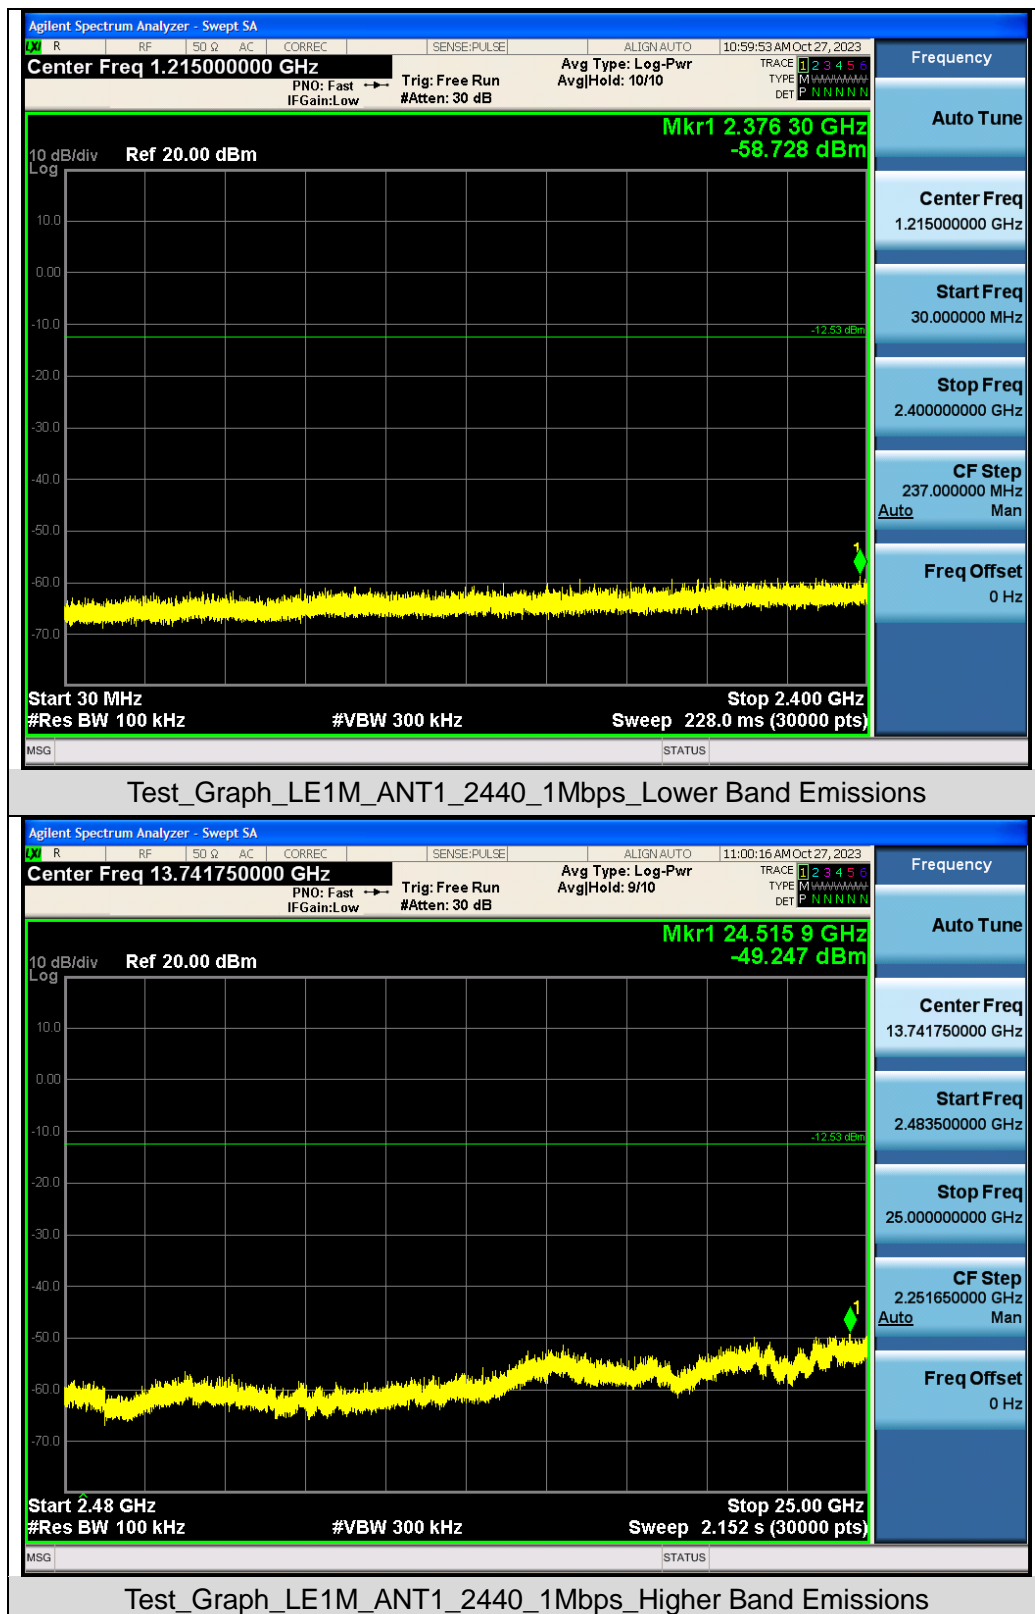 Agilent Spectrum Analyzer - Swept SA
LXI R RF 50 Ω AC CORREC SENSE:PULSE ALIGN AUTO 10:59:53 AM Oct 27, 2023
Center Freq 1.215000000 GHz
PNO: Fast
IFGain:Low
Trig: Free Run
#Atten: 30 dB
Avg Type: Log-Pwr
Avg|Hold: 10/10
TRACE 1 2 3 4 5 6
TYPE M
DET P N N N N N
Mkr1 2.376 30 GHz
-58.728 dBm
10 dB/div Ref 20.00 dBm
Log
10.0
0.00
-10.0
-12.53 dBm
-20.0
-30.0
-40.0
-50.0
1
-60.0
-70.0
Start 30 MHz Stop 2.400 GHz
#Res BW 100 kHz #VBW 300 kHz Sweep 228.0 ms (30000 pts)
MSG STATUS
Frequency
Auto Tune
Center Freq
1.215000000 GHz
Start Freq
30.000000 MHz
Stop Freq
2.400000000 GHz
CF Step
237.000000 MHz
Auto Man
Freq Offset
0 Hz
Test_Graph_LE1M_ANT1_2440_1Mbps_Lower Band Emissions
Agilent Spectrum Analyzer - Swept SA
LXI R RF 50 Ω AC CORREC SENSE:PULSE ALIGN AUTO 11:00:16 AM Oct 27, 2023
Center Freq 13.741750000 GHz
PNO: Fast
IFGain:Low
Trig: Free Run
#Atten: 30 dB
Avg Type: Log-Pwr
Avg|Hold: 9/10
TRACE 1 2 3 4 5 6
TYPE M
DET P N N N N N
Mkr1 24.515 9 GHz
-49.247 dBm
10 dB/div Ref 20.00 dBm
Log
10.0
0.00
-10.0
-12.53 dBm
-20.0
-30.0
-40.0
1
-50.0
-60.0
-70.0
Start 2.48 GHz Stop 25.00 GHz
#Res BW 100 kHz #VBW 300 kHz Sweep 2.152 s (30000 pts)
MSG STATUS
Frequency
Auto Tune
Center Freq
13.741750000 GHz
Start Freq
2.483500000 GHz
Stop Freq
25.000000000 GHz
CF Step
2.251650000 GHz
Auto Man
Freq Offset
0 Hz
Test_Graph_LE1M_ANT1_2440_1Mbps_Higher Band Emissions